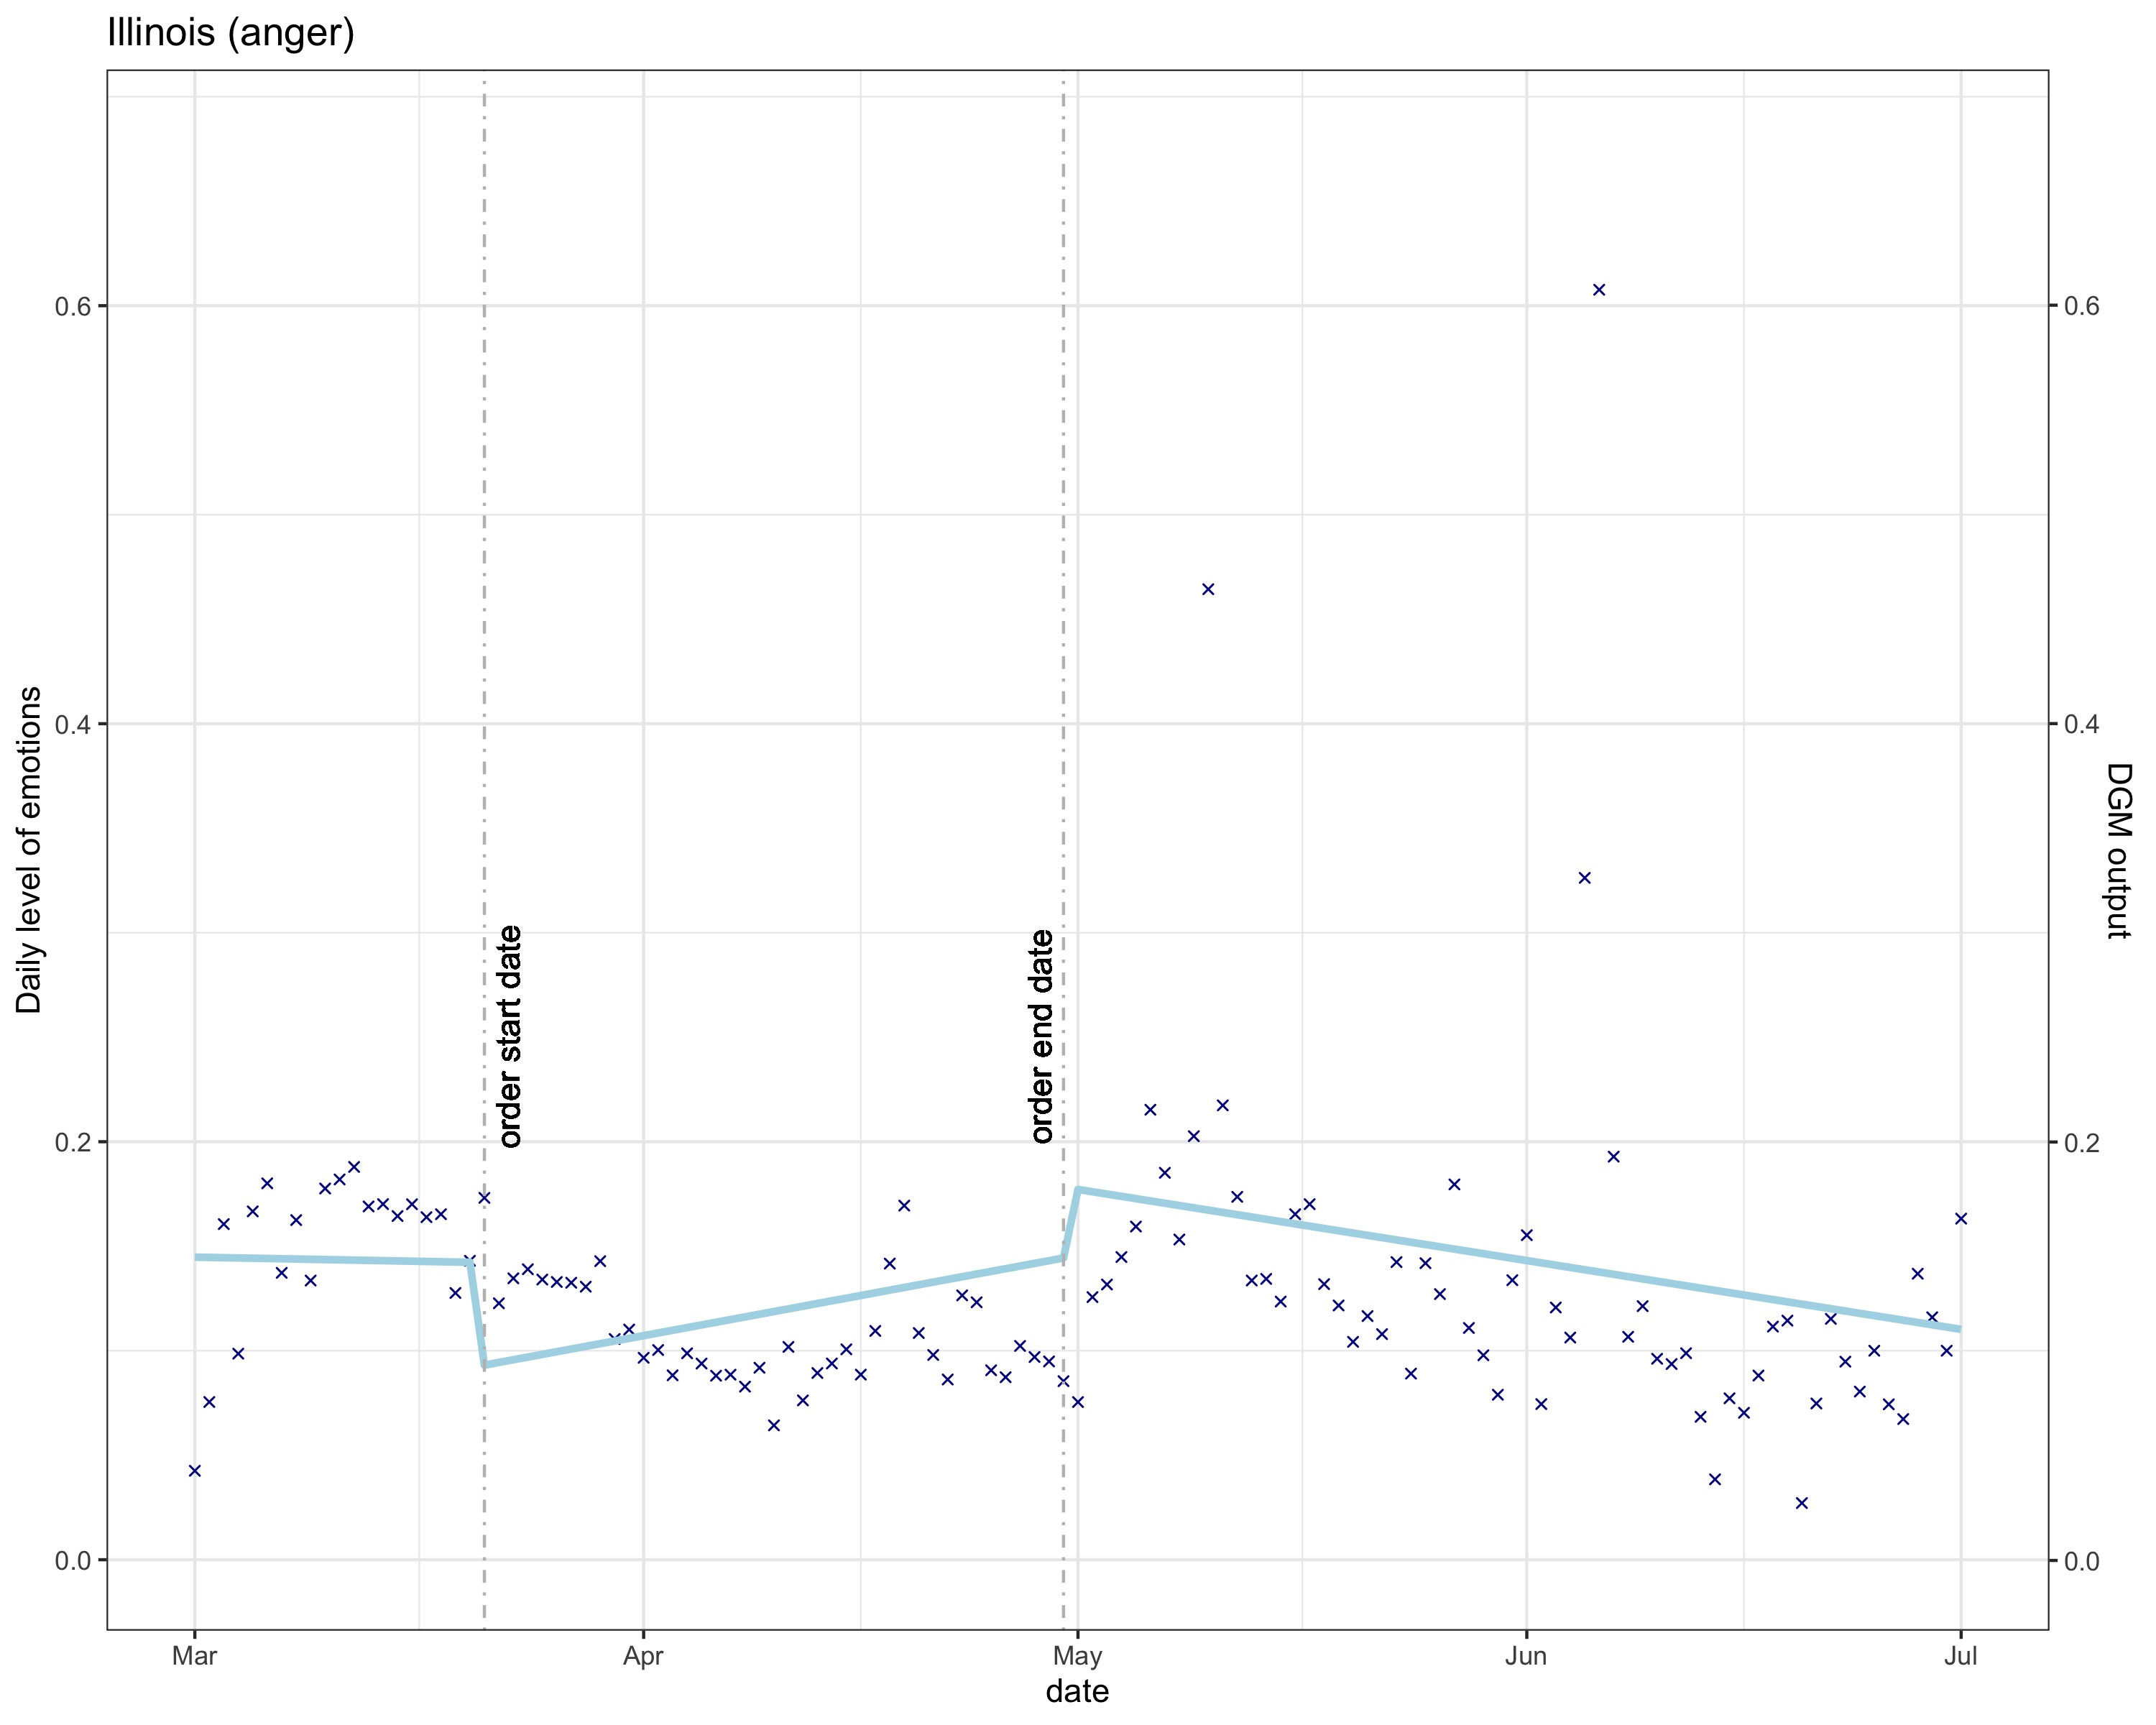 Illinois (anger)
Daily level of emotions
0.6
0.4
0.2
0.0
order start date
order end date
0.6
0.4
0.2
0.0
DGM output
Mar
Apr
May
Jun
Jul
date